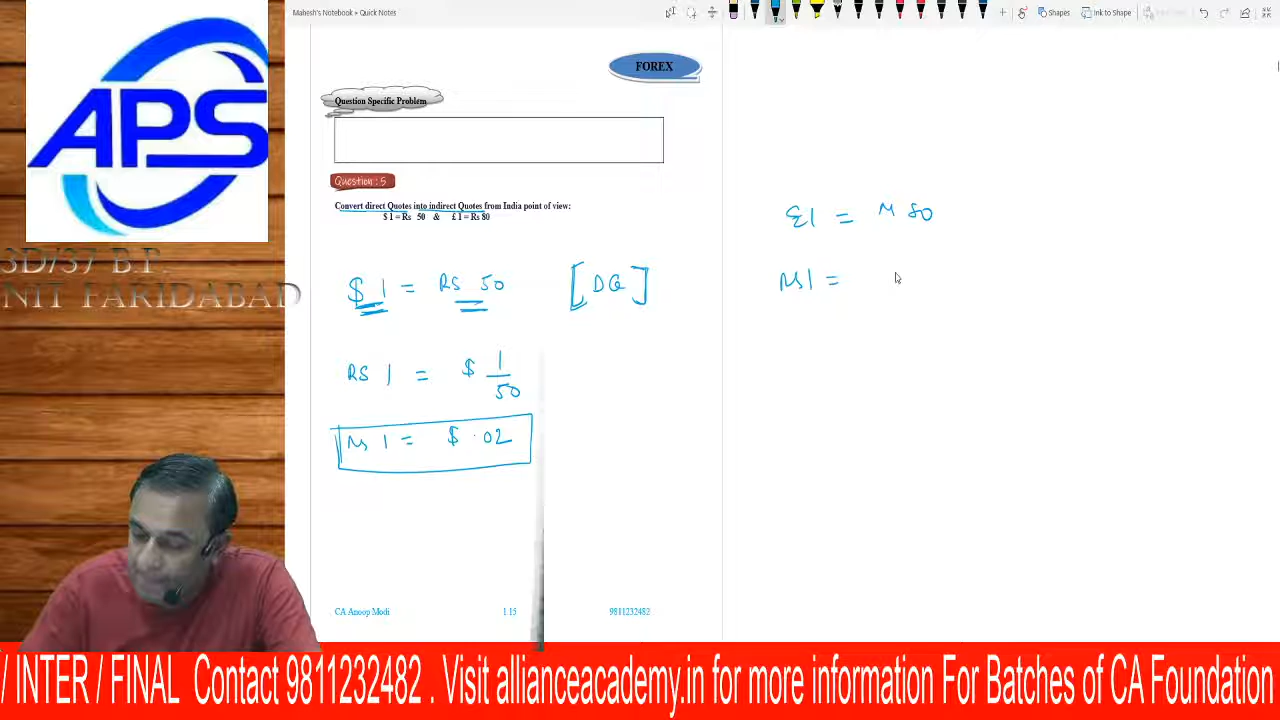 Mahesh's Notebook » Quick Notes
Shapes
Ink to Shape
APS
3D/37 B.P.
NIT FARIDABAD
FOREX
Question Specific Problem
Question : 5
Convert direct Quotes into indirect Quotes from India point of view:
$ 1 = Rs 50 & £ 1 = Rs 80
$ 1 = RS 50 [DQ]
RS 1 = $ 1/50
Rs 1 = $ .02
CA Anoop Modi 1.15 9811232482
£1 = Rs 80
Rs 1 =
/ INTER / FINAL Contact 9811232482 . Visit allianceacademy.in for more information For Batches of CA Foundation